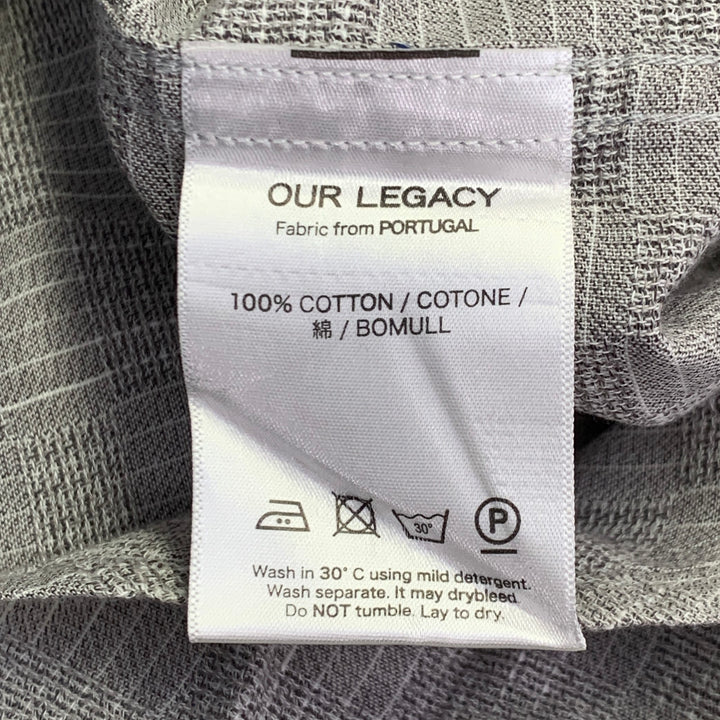 OUR LEGACY
Fabric from PORTUGAL
100% COTTON / COTONE /
綿 / BOMULL
30°
P
Wash in 30° C using mild detergent.
Wash separate. It may drybleed.
Do NOT tumble. Lay to dry.